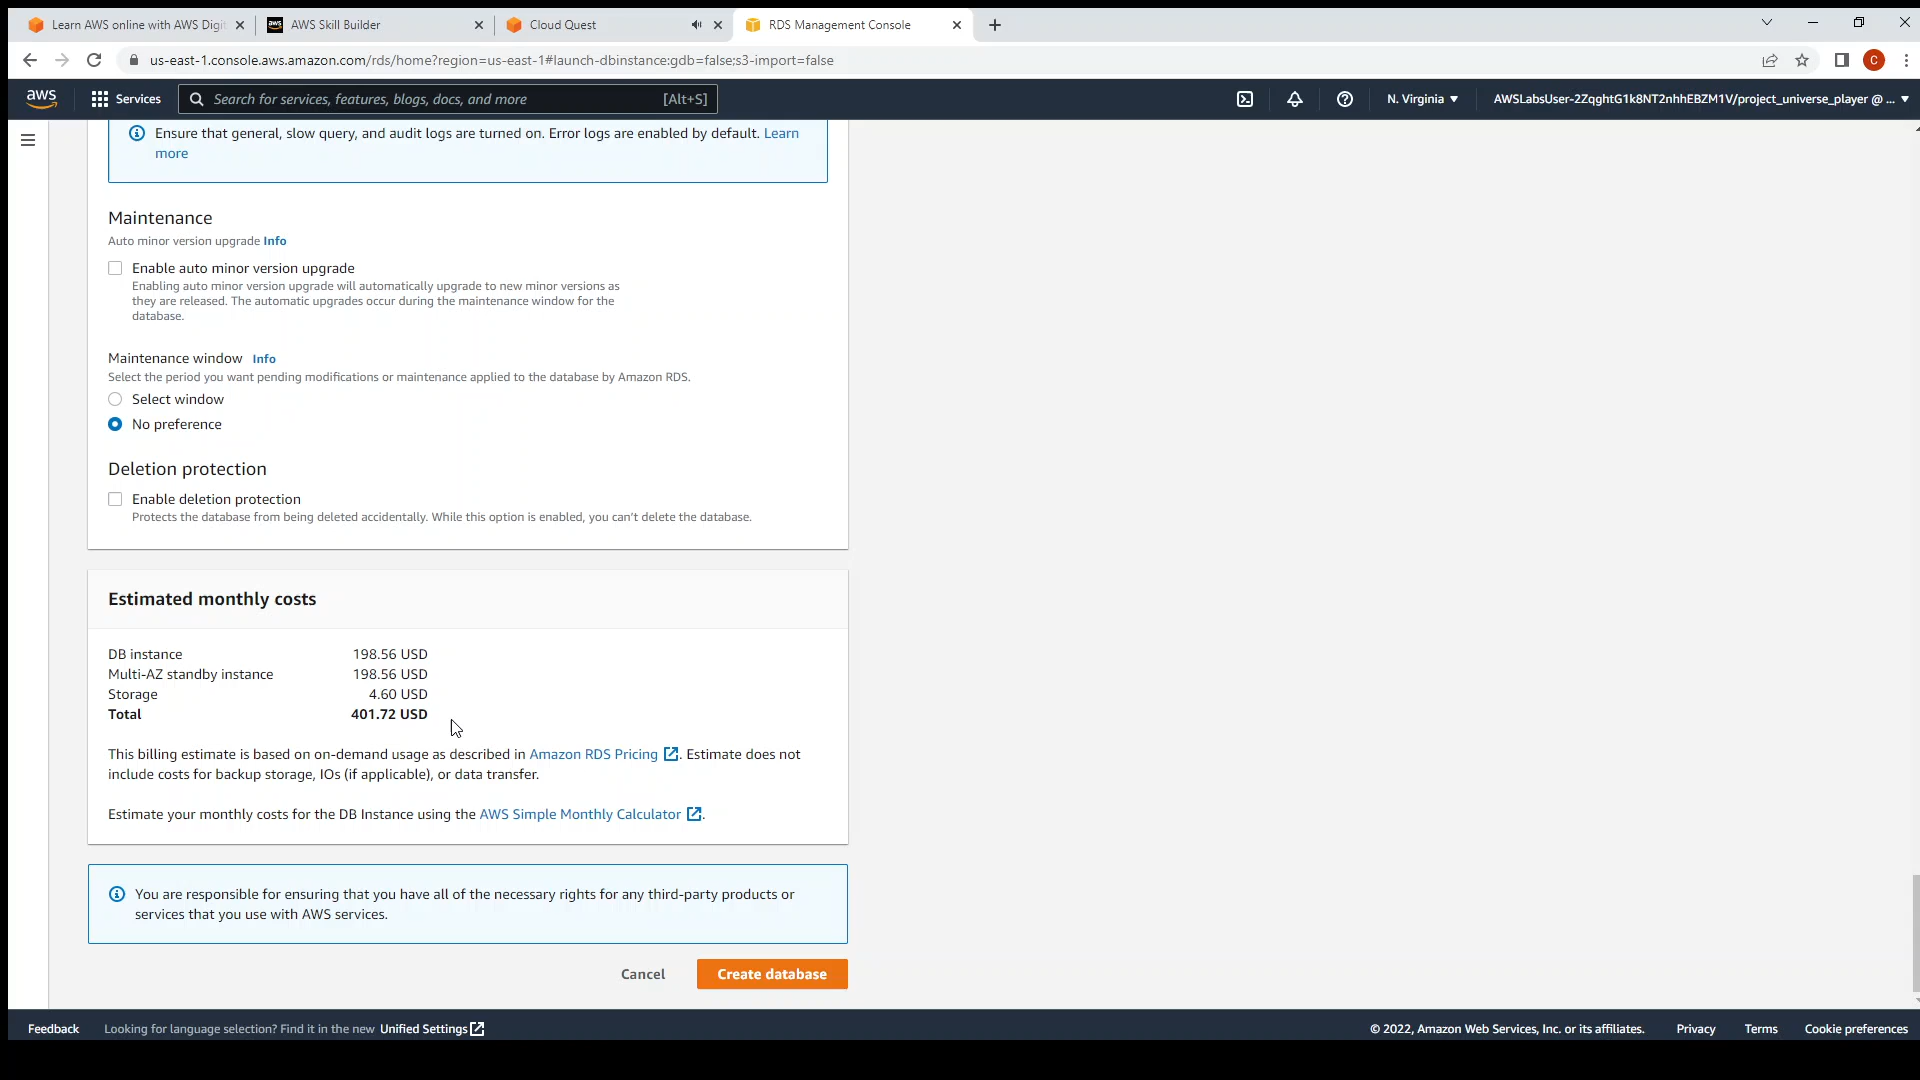 Learn AWS online with AWS Digi
AWS Skill Builder
Cloud Quest
RDS Management Console
us-east-1.console.aws.amazon.com/rds/home?region=us-east-1#launch-dbinstance:gdb=false;s3-import=false
C
aws
Services
Search for services, features, blogs, docs, and more
[Alt+S]
N. Virginia
AWSLabsUser-2ZqghtG1k8NT2nhhEBZM1V/project_universe_player @ ...
Ensure that general, slow query, and audit logs are turned on. Error logs are enabled by default. Learn
more
Maintenance
Auto minor version upgrade Info
Enable auto minor version upgrade
Enabling auto minor version upgrade will automatically upgrade to new minor versions as
they are released. The automatic upgrades occur during the maintenance window for the
database.
Maintenance window Info
Select the period you want pending modifications or maintenance applied to the database by Amazon RDS.
Select window
No preference
Deletion protection
Enable deletion protection
Protects the database from being deleted accidentally. While this option is enabled, you can't delete the database.
Estimated monthly costs
DB instance 198.56 USD
Multi-AZ standby instance 198.56 USD
Storage 4.60 USD
Total 401.72 USD
This billing estimate is based on on-demand usage as described in Amazon RDS Pricing. Estimate does not
include costs for backup storage, IOs (if applicable), or data transfer.
Estimate your monthly costs for the DB Instance using the AWS Simple Monthly Calculator.
You are responsible for ensuring that you have all of the necessary rights for any third-party products or
services that you use with AWS services.
Cancel
Create database
Feedback
Looking for language selection? Find it in the new Unified Settings
© 2022, Amazon Web Services, Inc. or its affiliates.
Privacy
Terms
Cookie preferences